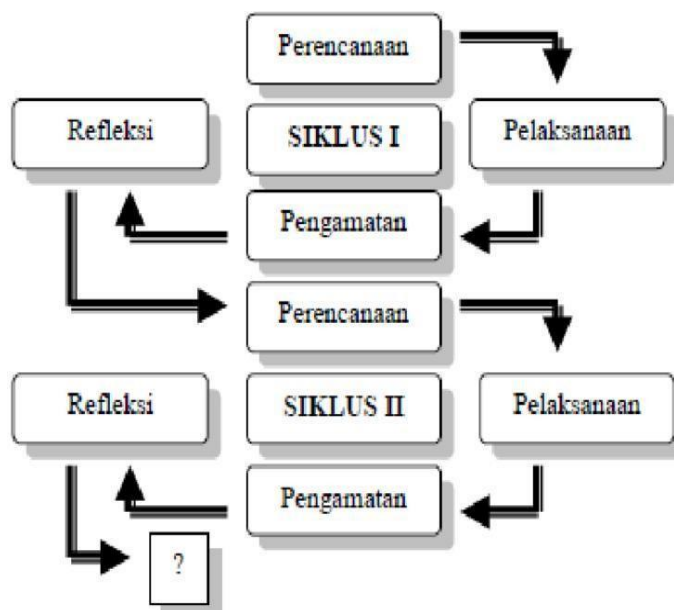 Perencanaan
Refleksi
SIKLUS I
Pelaksanaan
Pengamatan
Perencanaan
Refleksi
SIKLUS II
Pelaksanaan
Pengamatan
?